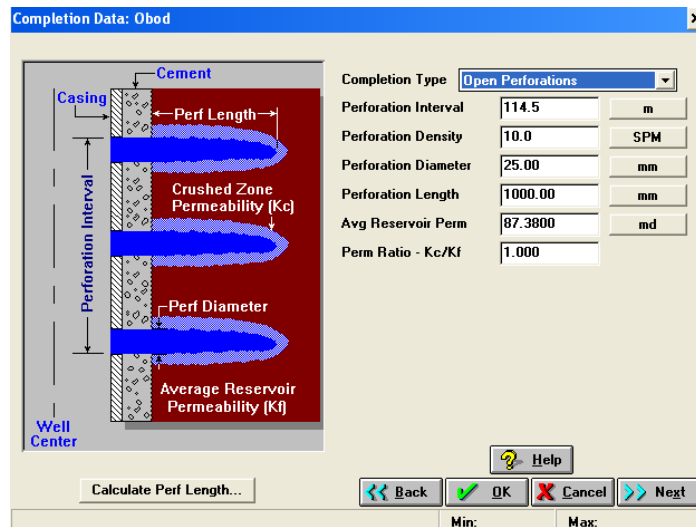 Completion Data: Obod
x
Cement
Casing
Perf Length
Crushed Zone
Permeability (Kc)
Perforation Interval
Perf Diameter
Average Reservoir
Permeability (Kf)
Well
Center
Calculate Perf Length...
Completion Type Open Perforations
Perforation Interval 114.5 m
Perforation Density 10.0 SPM
Perforation Diameter 25.00 mm
Perforation Length 1000.00 mm
Avg Reservoir Perm 87.3800 md
Perm Ratio - Kc/Kf 1.000
Help
Back OK Cancel Next
Min: Max: